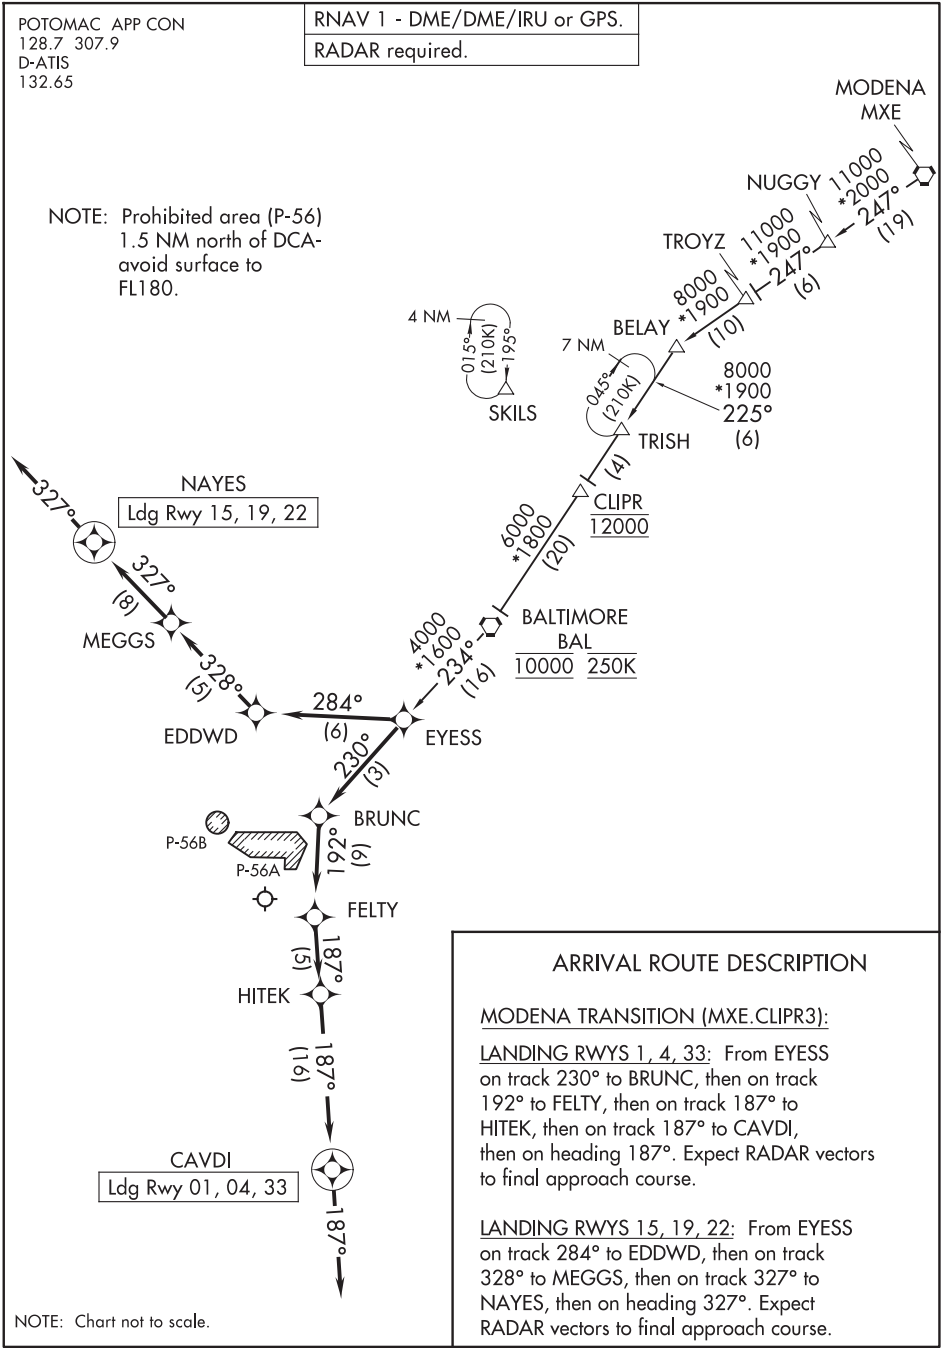 POTOMAC APP CON
128.7 307.9
D-ATIS
132.65
RNAV 1 - DME/DME/IRU or GPS.
RADAR required.
MODENA
MXE
NOTE: Prohibited area (P-56)
1.5 NM north of DCA-
avoid surface to
FL180.
11000
*2000
247°
(19)
NUGGY
11000
*1900
247°
(6)
TROYZ
8000
*1900
(10)
BELAY
8000
*1900
225°
(6)
4 NM
015°
(210K)
195°
SKILS
7 NM
045°
(210K)
TRISH
(4)
CLIPR
12000
6000
*1800
(20)
BALTIMORE
BAL
10000 250K
4000
*1600
234°
(16)
327°
NAYES
Ldg Rwy 15, 19, 22
327°
(8)
MEGGS
328°
(5)
EDDWD
284°
(6)
EYESS
230°
(3)
BRUNC
P-56B
P-56A
192°
(9)
FELTY
187°
(5)
HITEK
187°
(16)
CAVDI
Ldg Rwy 01, 04, 33
187°
NOTE: Chart not to scale.
ARRIVAL ROUTE DESCRIPTION
MODENA TRANSITION (MXE.CLIPR3):
LANDING RWYS 1, 4, 33: From EYESS
on track 230° to BRUNC, then on track
192° to FELTY, then on track 187° to
HITEK, then on track 187° to CAVDI,
then on heading 187°. Expect RADAR vectors
to final approach course.
LANDING RWYS 15, 19, 22: From EYESS
on track 284° to EDDWD, then on track
328° to MEGGS, then on track 327° to
NAYES, then on heading 327°. Expect
RADAR vectors to final approach course.